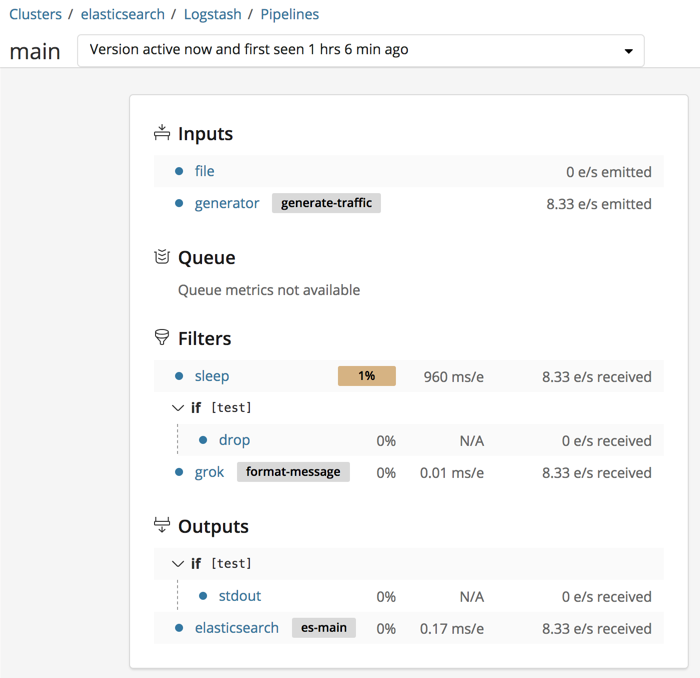 Clusters / elasticsearch / Logstash / Pipelines
main Version active now and first seen 1 hrs 6 min ago
Inputs
file 0 e/s emitted
generator generate-traffic 8.33 e/s emitted
Queue
Queue metrics not available
Filters
sleep 1% 960 ms/e 8.33 e/s received
if [test]
drop 0% N/A 0 e/s received
grok format-message 0% 0.01 ms/e 8.33 e/s received
Outputs
if [test]
stdout 0% N/A 0 e/s received
elasticsearch es-main 0% 0.17 ms/e 8.33 e/s received